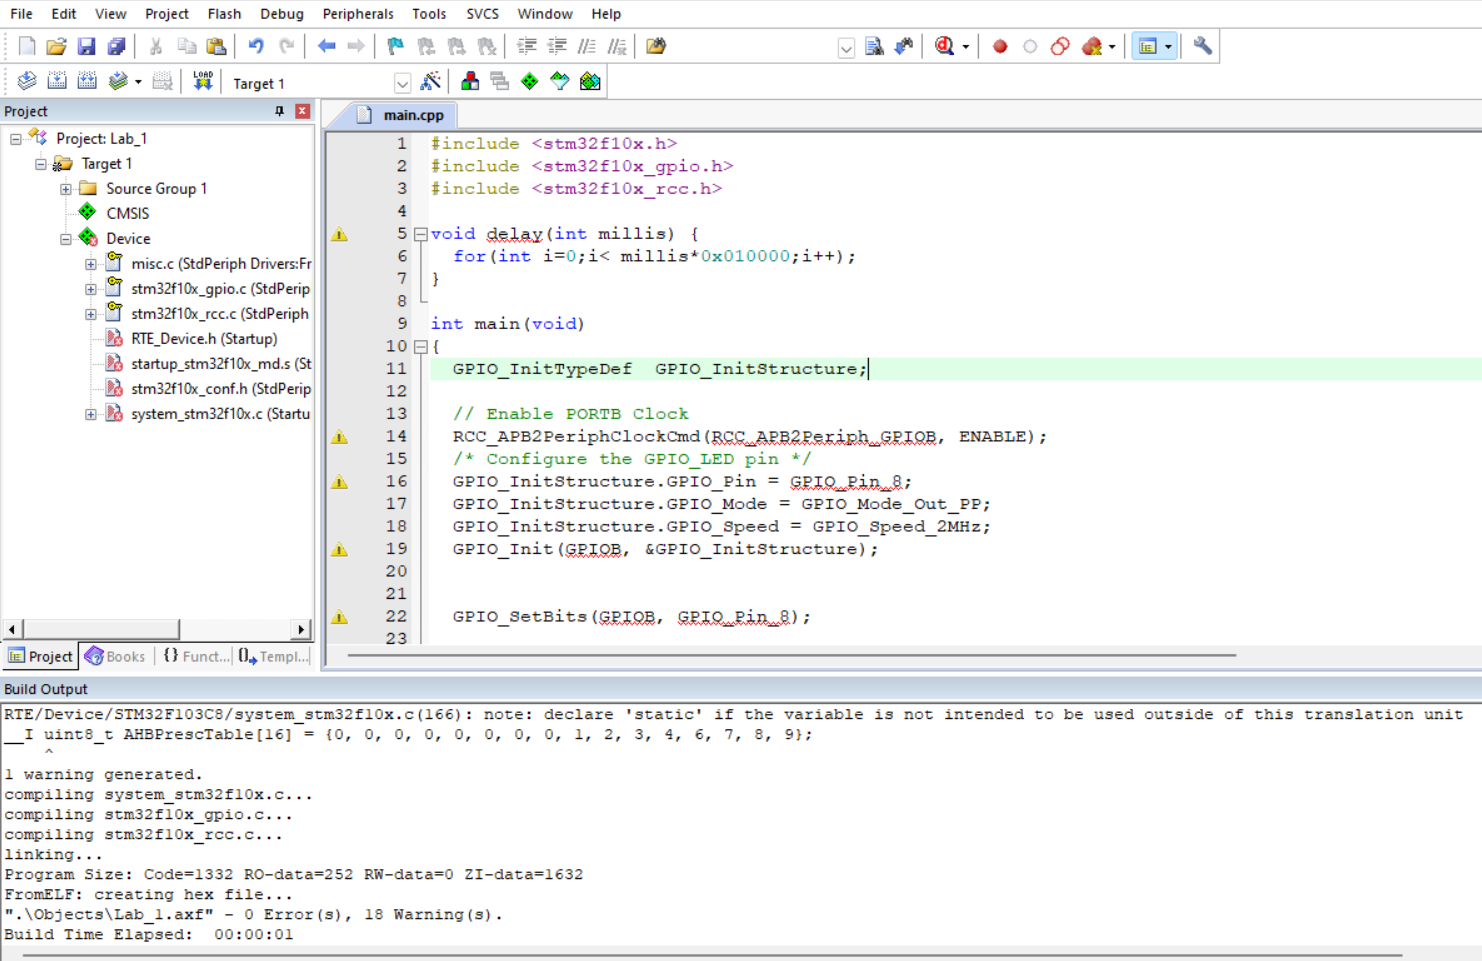 File Edit View Project Flash Debug Peripherals Tools SVCS Window Help
LOAD Target 1
Project
Project: Lab_1
Target 1
Source Group 1
CMSIS
Device
misc.c (StdPeriph Drivers:Fr
stm32f10x_gpio.c (StdPerip
stm32f10x_rcc.c (StdPeriph
RTE_Device.h (Startup)
startup_stm32f10x_md.s (St
stm32f10x_conf.h (StdPerip
system_stm32f10x.c (Startu
Project Books {} Funct... 0 Templ...
main.cpp
1 #include <stm32f10x.h>
2 #include <stm32f10x_gpio.h>
3 #include <stm32f10x_rcc.h>
4
5 void delay(int millis) {
6 for(int i=0;i< millis*0x010000;i++);
7 }
8
9 int main(void)
10 {
11 GPIO_InitTypeDef  GPIO_InitStructure;
12
13 // Enable PORTB Clock
14 RCC_APB2PeriphClockCmd(RCC_APB2Periph_GPIOB, ENABLE);
15 /* Configure the GPIO_LED pin */
16 GPIO_InitStructure.GPIO_Pin = GPIO_Pin_8;
17 GPIO_InitStructure.GPIO_Mode = GPIO_Mode_Out_PP;
18 GPIO_InitStructure.GPIO_Speed = GPIO_Speed_2MHz;
19 GPIO_Init(GPIOB, &GPIO_InitStructure);
20
21
22 GPIO_SetBits(GPIOB, GPIO_Pin_8);
23
Build Output
RTE/Device/STM32F103C8/system_stm32f10x.c(166): note: declare 'static' if the variable is not intended to be used outside of this translation unit
__I uint8_t AHBPrescTable[16] = {0, 0, 0, 0, 0, 0, 0, 0, 1, 2, 3, 4, 6, 7, 8, 9};
^
1 warning generated.
compiling system_stm32f10x.c...
compiling stm32f10x_gpio.c...
compiling stm32f10x_rcc.c...
linking...
Program Size: Code=1332 RO-data=252 RW-data=0 ZI-data=1632
FromELF: creating hex file...
".\Objects\Lab_1.axf" - 0 Error(s), 18 Warning(s).
Build Time Elapsed:  00:00:01